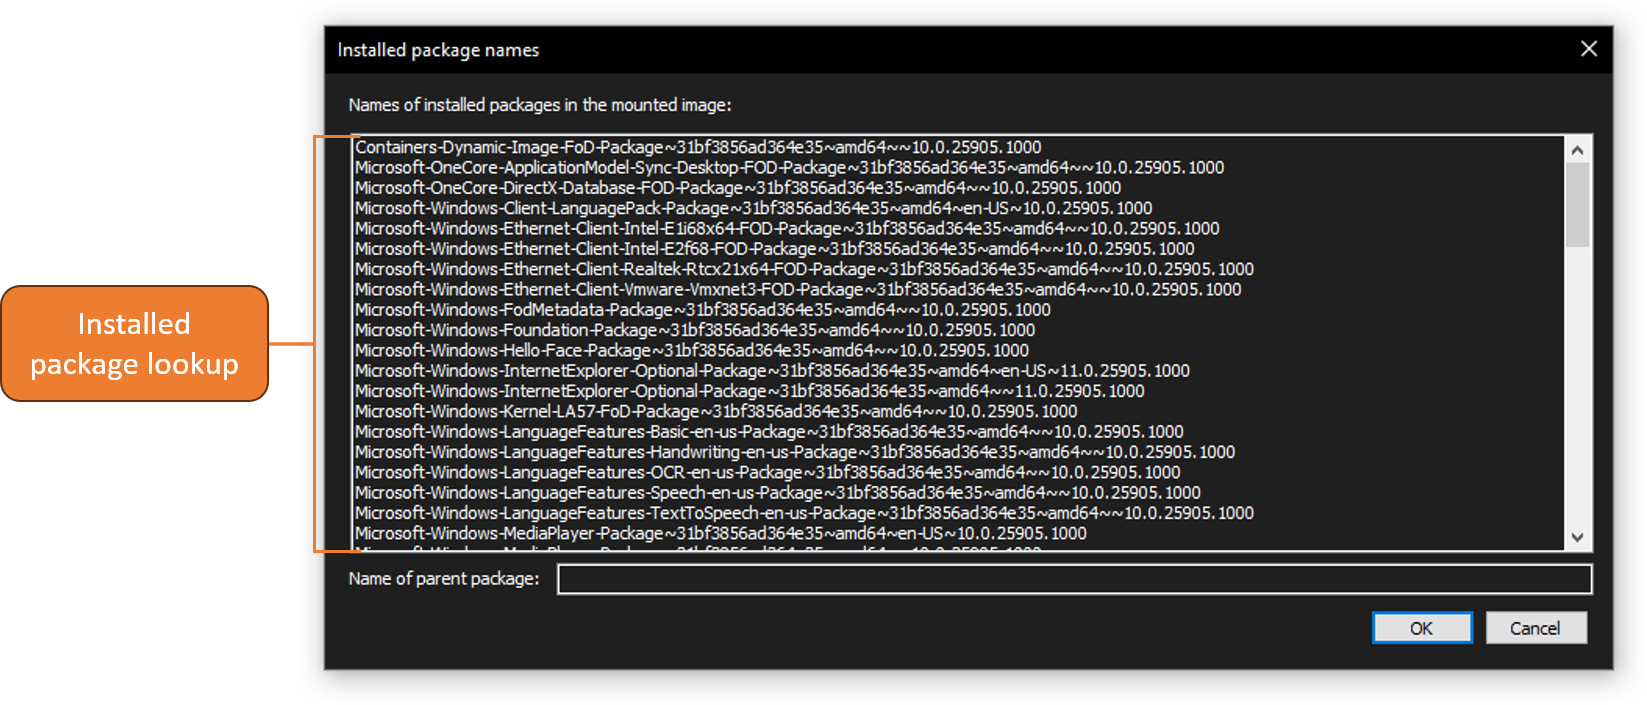 Installed package names
Names of installed packages in the mounted image:
Containers-Dynamic-Image-FoD-Package~31bf3856ad364e35~amd64~~10.0.25905.1000
Microsoft-OneCore-ApplicationModel-Sync-Desktop-FOD-Package~31bf3856ad364e35~amd64~~10.0.25905.1000
Microsoft-OneCore-DirectX-Database-FOD-Package~31bf3856ad364e35~amd64~~10.0.25905.1000
Microsoft-Windows-Client-LanguagePack-Package~31bf3856ad364e35~amd64~en-US~10.0.25905.1000
Microsoft-Windows-Ethernet-Client-Intel-E1i68x64-FOD-Package~31bf3856ad364e35~amd64~~10.0.25905.1000
Microsoft-Windows-Ethernet-Client-Intel-E2f68-FOD-Package~31bf3856ad364e35~amd64~~10.0.25905.1000
Microsoft-Windows-Ethernet-Client-Realtek-Rtcx21x64-FOD-Package~31bf3856ad364e35~amd64~~10.0.25905.1000
Microsoft-Windows-Ethernet-Client-Vmware-Vmxnet3-FOD-Package~31bf3856ad364e35~amd64~~10.0.25905.1000
Microsoft-Windows-FodMetadata-Package~31bf3856ad364e35~amd64~~10.0.25905.1000
Microsoft-Windows-Foundation-Package~31bf3856ad364e35~amd64~~10.0.25905.1000
Microsoft-Windows-Hello-Face-Package~31bf3856ad364e35~amd64~~10.0.25905.1000
Microsoft-Windows-InternetExplorer-Optional-Package~31bf3856ad364e35~amd64~en-US~11.0.25905.1000
Microsoft-Windows-InternetExplorer-Optional-Package~31bf3856ad364e35~amd64~~11.0.25905.1000
Microsoft-Windows-Kernel-LA57-FoD-Package~31bf3856ad364e35~amd64~~10.0.25905.1000
Microsoft-Windows-LanguageFeatures-Basic-en-us-Package~31bf3856ad364e35~amd64~~10.0.25905.1000
Microsoft-Windows-LanguageFeatures-Handwriting-en-us-Package~31bf3856ad364e35~amd64~~10.0.25905.1000
Microsoft-Windows-LanguageFeatures-OCR-en-us-Package~31bf3856ad364e35~amd64~~10.0.25905.1000
Microsoft-Windows-LanguageFeatures-Speech-en-us-Package~31bf3856ad364e35~amd64~~10.0.25905.1000
Microsoft-Windows-LanguageFeatures-TextToSpeech-en-us-Package~31bf3856ad364e35~amd64~~10.0.25905.1000
Microsoft-Windows-MediaPlayer-Package~31bf3856ad364e35~amd64~en-US~10.0.25905.1000
Installed
package lookup
Name of parent package:
OK
Cancel